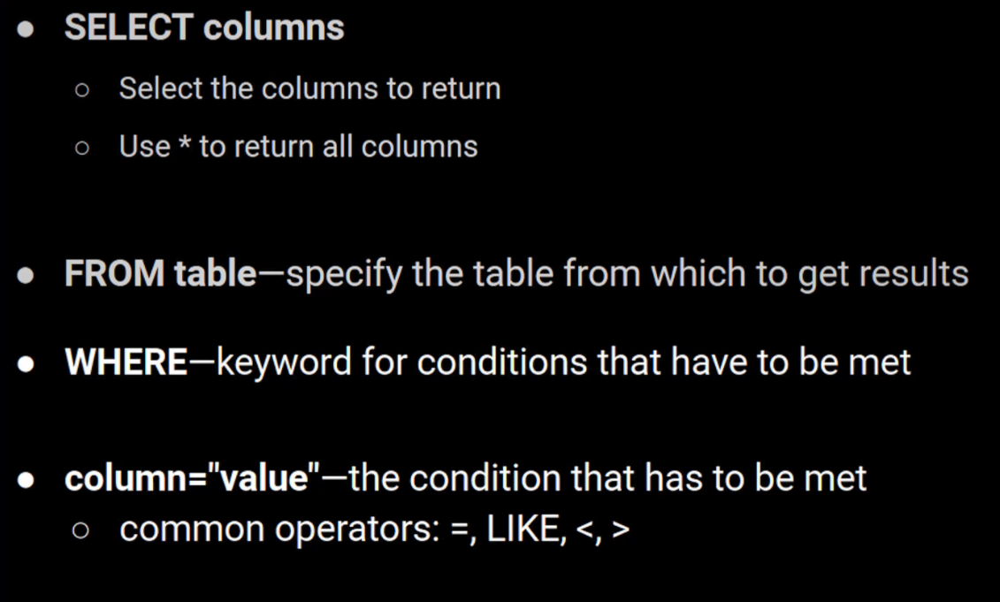 ● SELECT columns
○ Select the columns to return
○ Use * to return all columns
● FROM table—specify the table from which to get results
● WHERE—keyword for conditions that have to be met
● column="value"—the condition that has to be met
○ common operators: =, LIKE, <, >